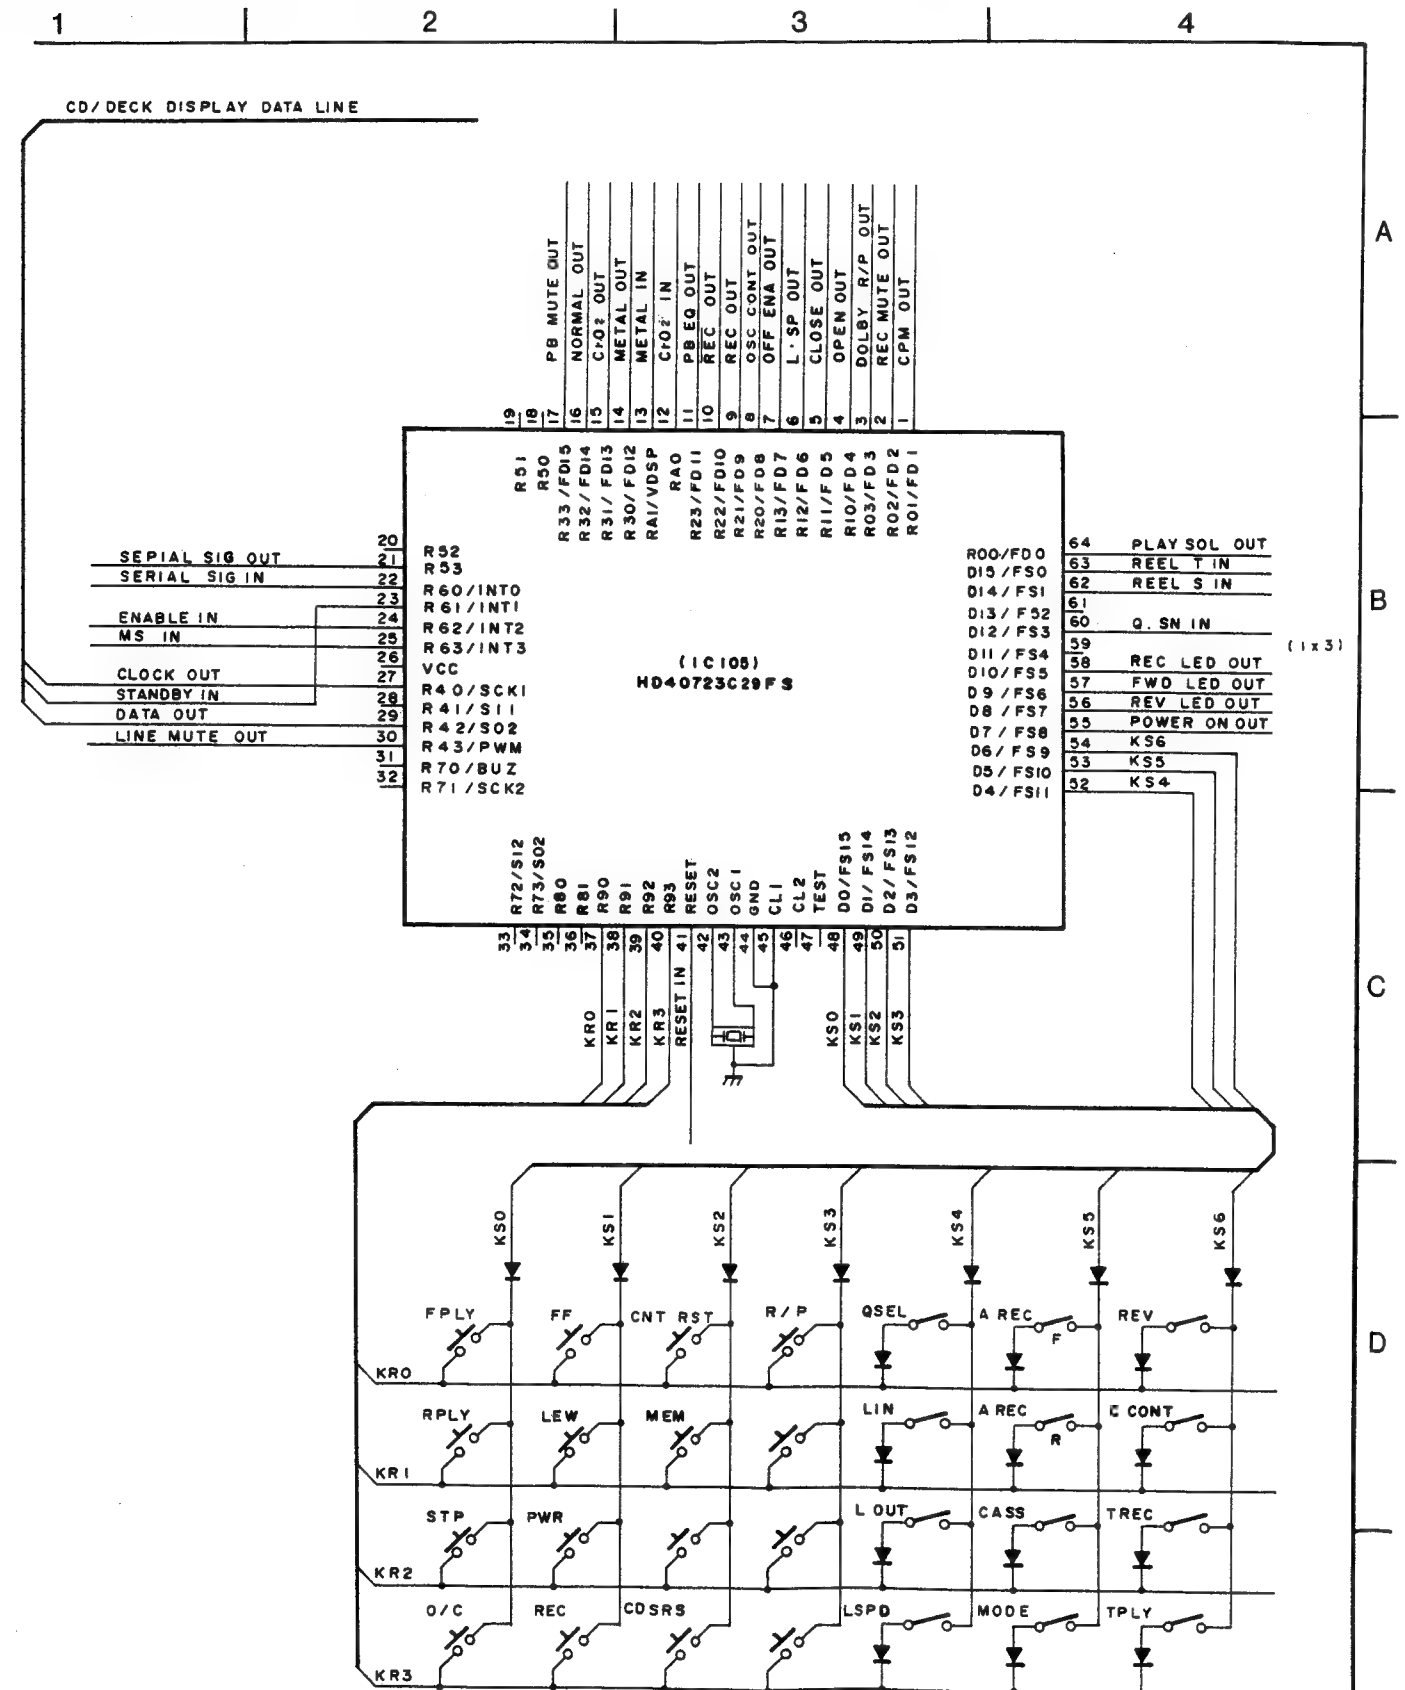 1 2 3 4
CD/DECK DISPLAY DATA LINE
A
PB MUTE OUT
NORMAL OUT
CrO2 OUT
METAL OUT
METAL IN
CrO2 IN
PB EQ OUT
REC OUT
REC OUT
OSC CONT OUT
OFF ENA OUT
L·SP OUT
CLOSE OUT
OPEN OUT
DOLBY R/P OUT
REC MUTE OUT
CPM OUT
19 18 17 16 15 14 13 12 11 10 9 8 7 6 5 4 3 2 1
R51
R50
R33/FD15
R32/FD14
R31/FD13
R30/FD12
RA1/VDSP
RA0
R23/FD11
R22/FD10
R21/FD9
R20/FD8
R13/FD7
R12/FD6
R11/FD5
R10/FD4
R03/FD3
R02/FD2
R01/FD1
B
20 R52
SEPIAL SIG OUT 21 R53
SERIAL SIG IN 22 R60/INT0
23 R61/INT1
ENABLE IN 24 R62/INT2
MS IN 25 R63/INT3
26 VCC
CLOCK OUT 27 R40/SCK1
STANDBY IN 28 R41/SI1
DATA OUT 29 R42/SO2
LINE MUTE OUT 30 R43/PWM
31 R70/BUZ
32 R71/SCK2
(IC105)
HD40723C29FS
R00/FD0 64 PLAY SOL OUT
D15/FS0 63 REEL T IN
D14/FS1 62 REEL S IN
D13/FS2 61
D12/FS3 60 Q.SN IN
D11/FS4 59
(1x3)
D10/FS5 58 REC LED OUT
D9/FS6 57 FWD LED OUT
D8/FS7 56 REV LED OUT
D7/FS8 55 POWER ON OUT
D6/FS9 54 KS6
D5/FS10 53 KS5
D4/FS11 52 KS4
R72/SI2
R73/SO2
R80
R81
R90
R91
R92
R93
RESET
OSC2
OSC1
GND
CL1
CL2
TEST
D0/FS15
D1/FS14
D2/FS13
D3/FS12
33 34 35 36 37 38 39 40 41 42 43 44 45 46 47 48 49 50 51
C
KR0
KR1
KR2
KR3
RESET IN
KS0
KS1
KS2
KS3
KS0 KS1 KS2 KS3 KS4 KS5 KS6
D
FPLY FF CNT RST R/P QSEL A REC F REV
KR0
RPLY LEW MEM LIN A REC R C CONT
KR1
STP PWR L OUT CASS TREC
KR2
O/C REC CDSRS LSPD MODE TPLY
KR3